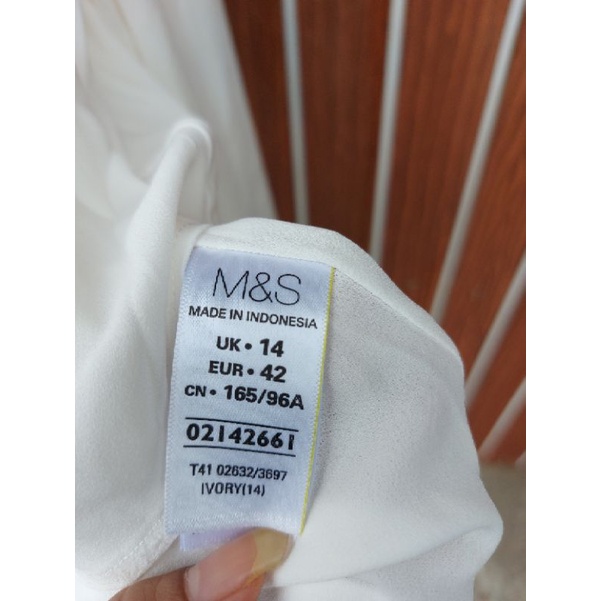 M&S
MADE IN INDONESIA
UK • 14
EUR • 42
CN • 165/96A
02142661
T41 02632/3697
IVORY(14)